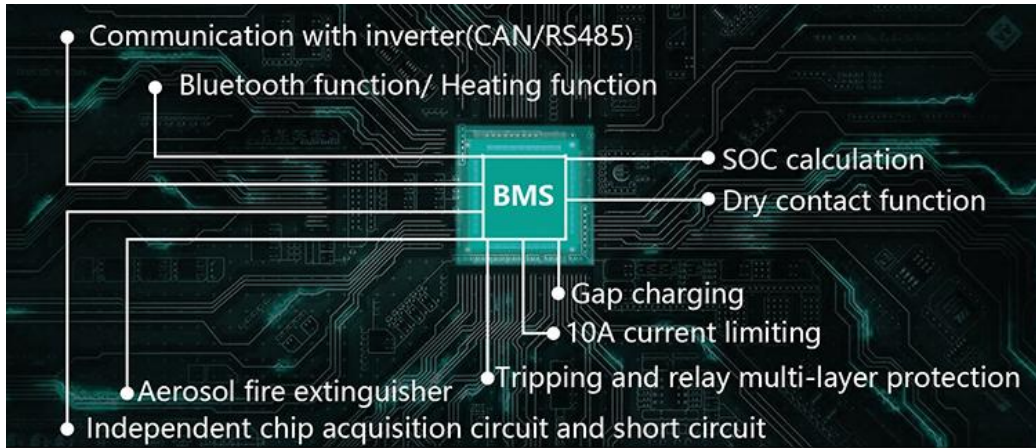 Communication with inverter(CAN/RS485)
Bluetooth function/ Heating function
SOC calculation
BMS
Dry contact function
Gap charging
10A current limiting
Tripping and relay multi-layer protection
Aerosol fire extinguisher
Independent chip acquisition circuit and short circuit